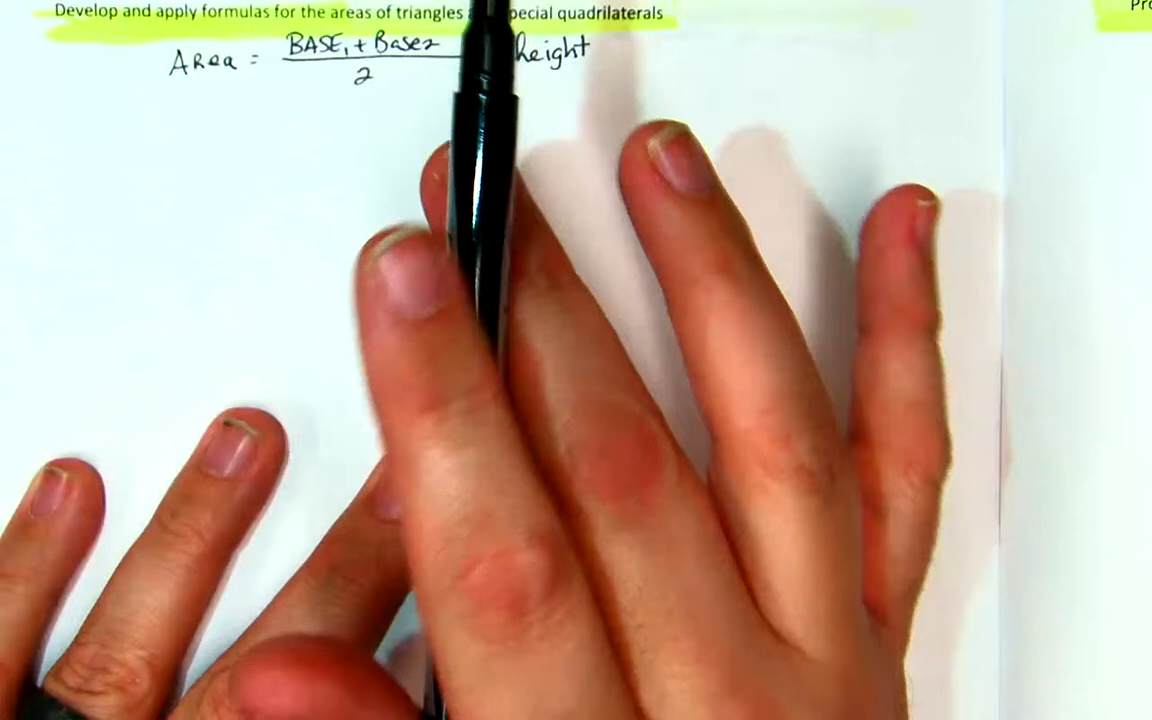 Develop and apply formulas for the areas of triangles pecial quadrilaterals
AREA = BASE₁ + Base₂ height
2